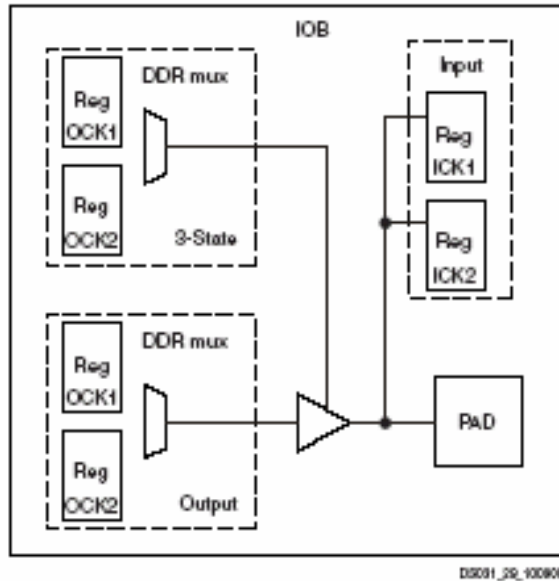 IOB
DDR mux
Reg
OCK1
Reg
OCK2
3-State
Input
Reg
ICK1
Reg
ICK2
DDR mux
Reg
OCK1
Reg
OCK2
Output
PAD